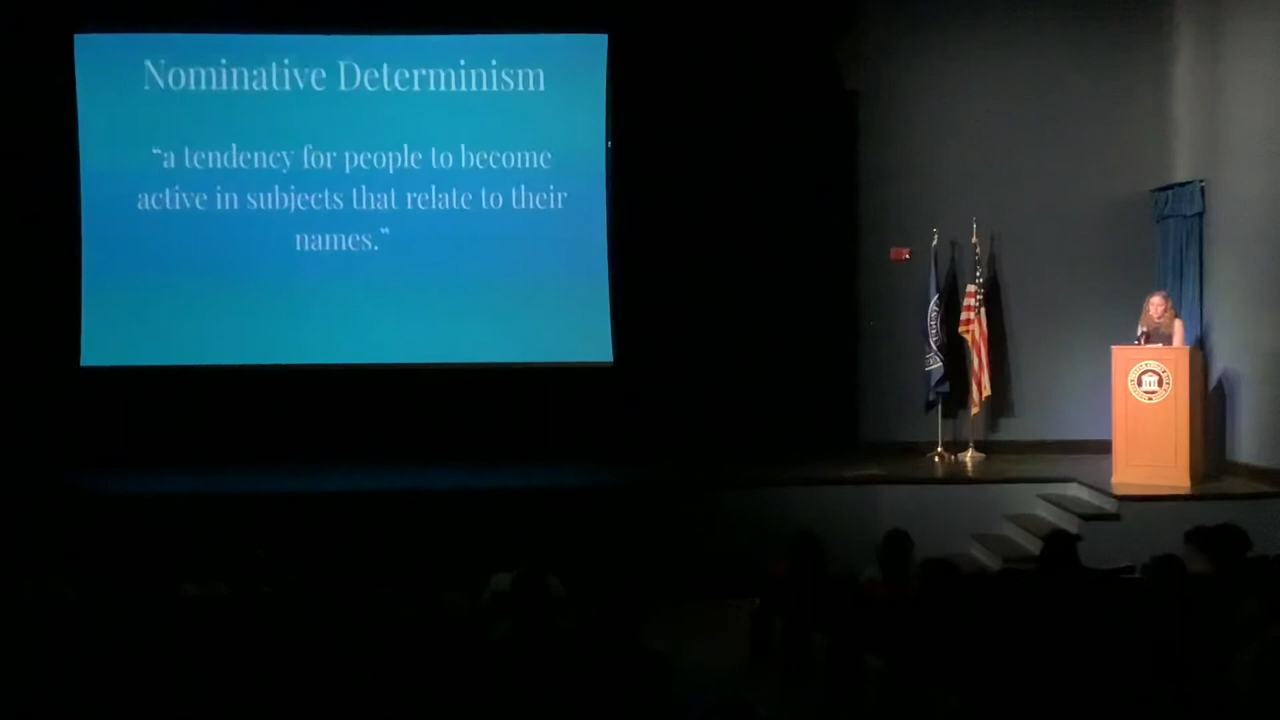 Nominative Determinism
“a tendency for people to become
active in subjects that relate to their
names.”